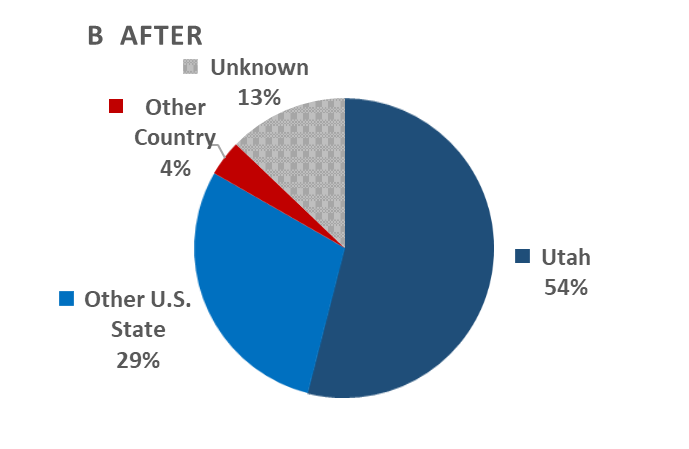 B AFTER
Unknown
13%
Other
Country
4%
Utah
54%
Other U.S.
State
29%